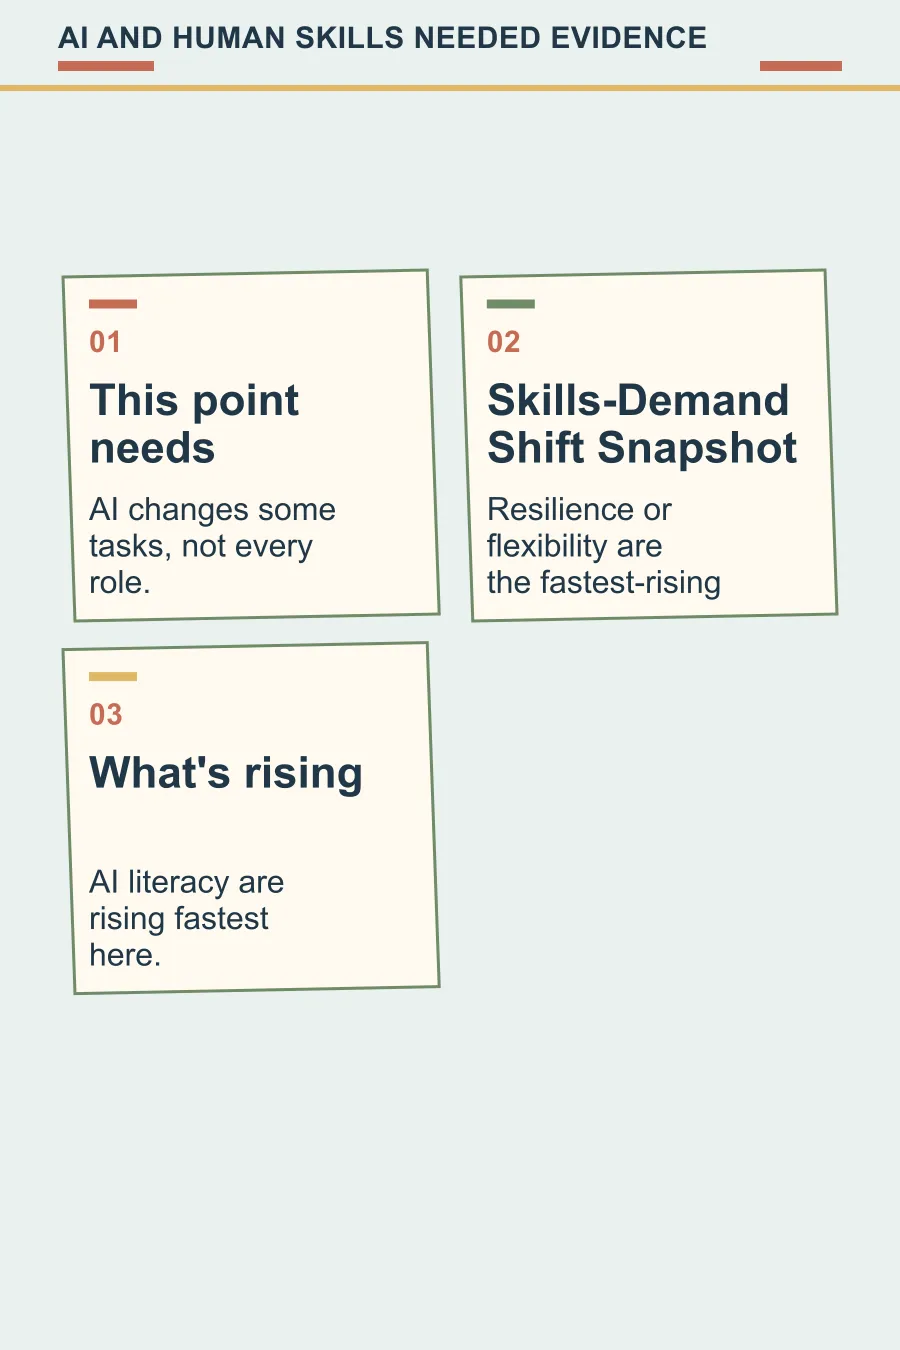 AI AND HUMAN SKILLS NEEDED EVIDENCE
01
This point
needs
AI changes some
tasks, not every
role.
02
Skills-Demand
Shift Snapshot
Resilience or
flexibility are
the fastest-rising
03
What's rising
AI literacy are
rising fastest
here.